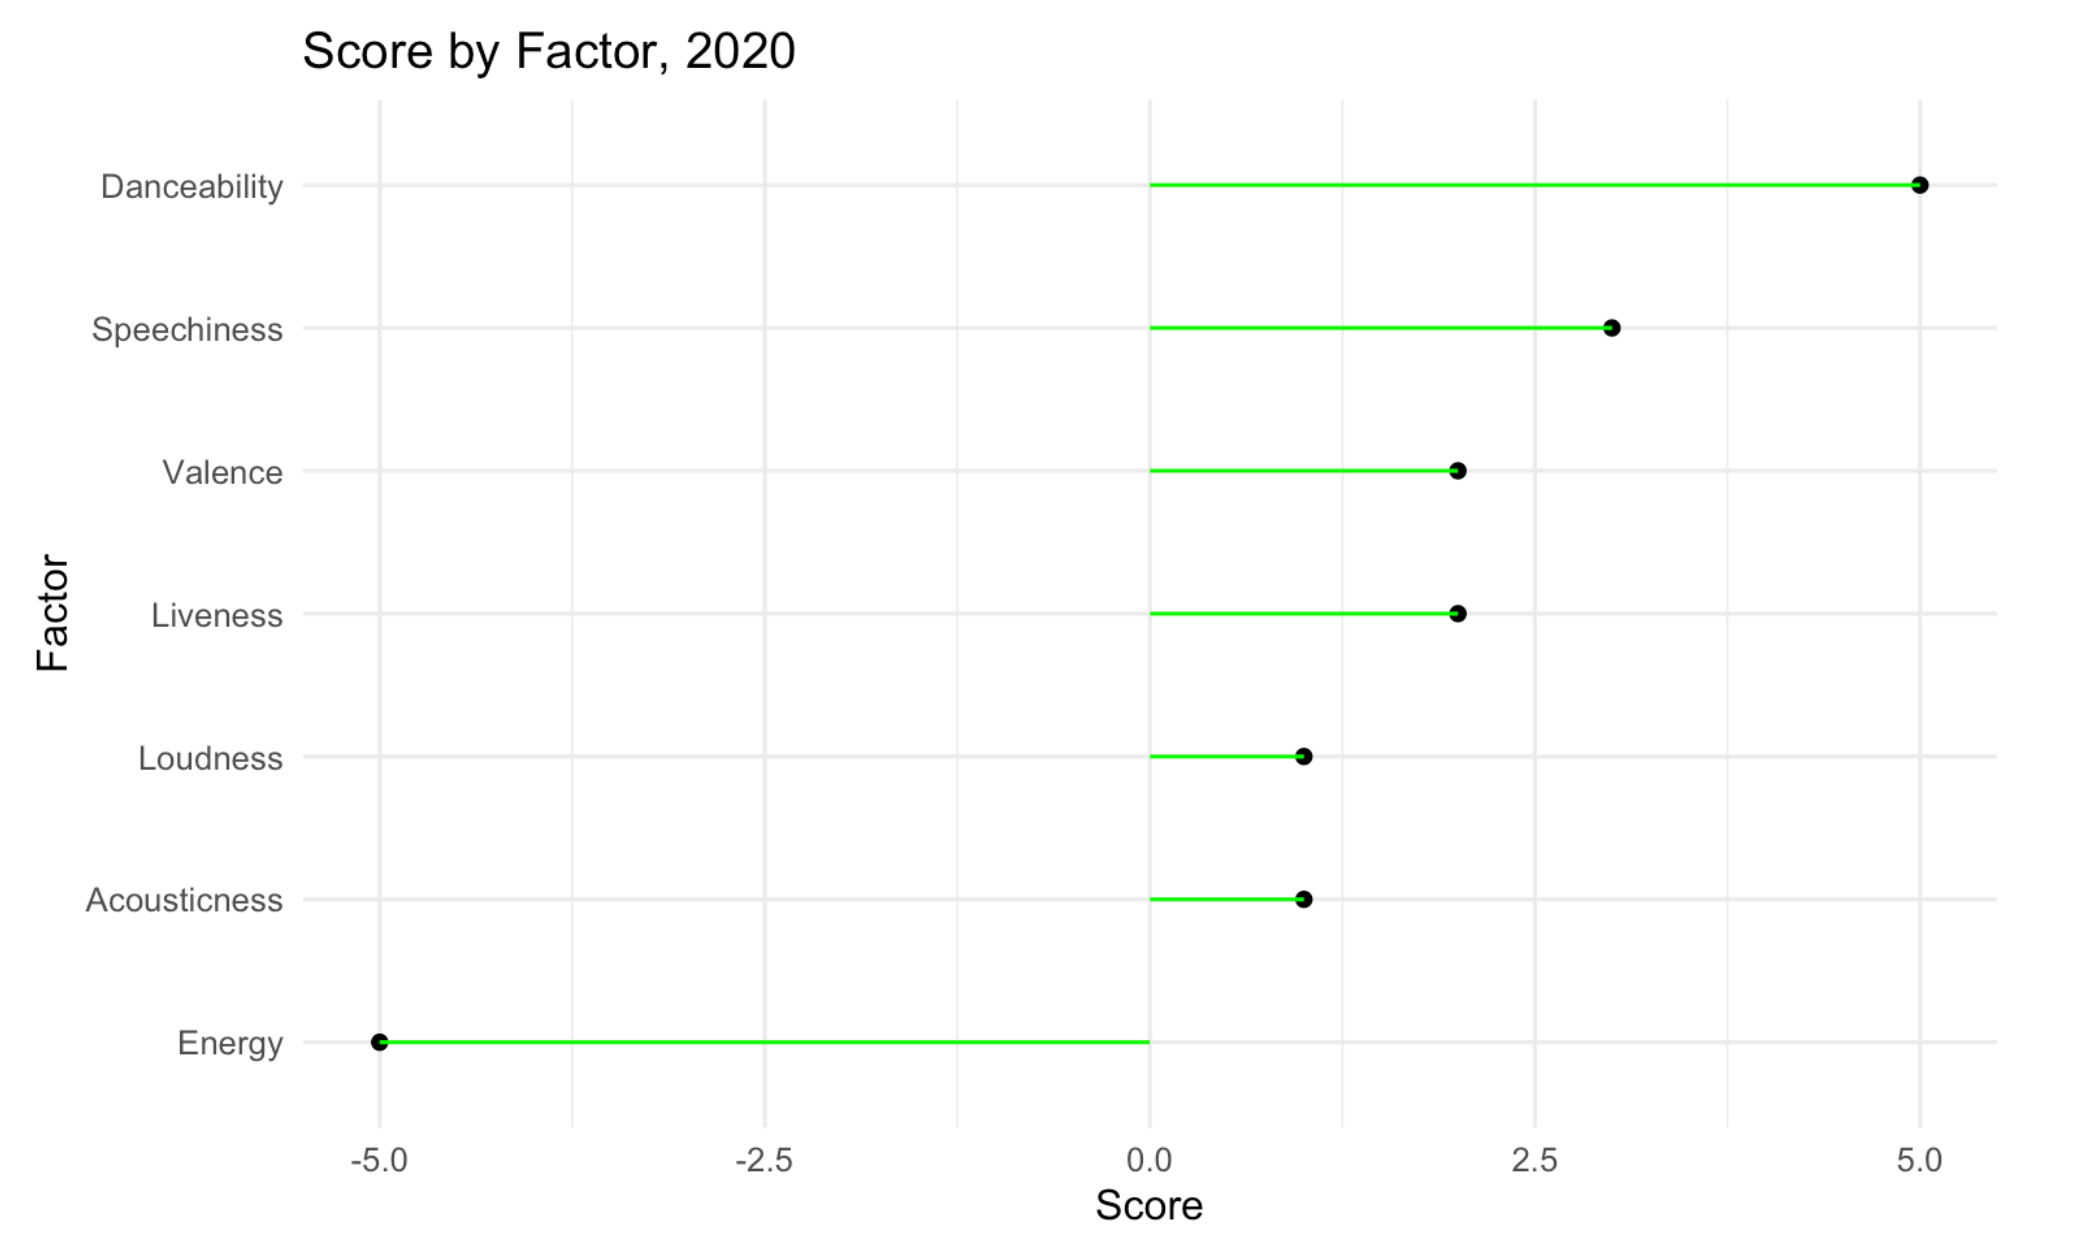 Score by Factor, 2020
Factor
Danceability
Speechiness
Valence
Liveness
Loudness
Acousticness
Energy
-5.0
-2.5
0.0
2.5
5.0
Score